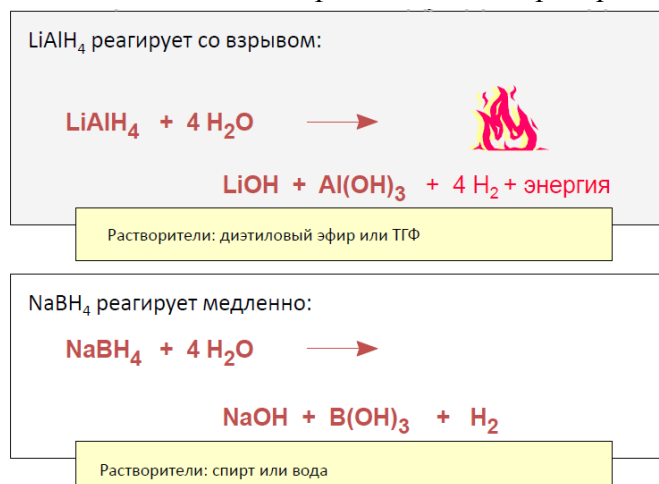 LiAlH₄ реагирует со взрывом:
LiAlH₄ + 4 H₂O
LiOH + Al(OH)₃ + 4 H₂ + энергия
Растворители: диэтиловый эфир или ТГФ
NaBH₄ реагирует медленно:
NaBH₄ + 4 H₂O
NaOH + B(OH)₃ + H₂
Растворители: спирт или вода